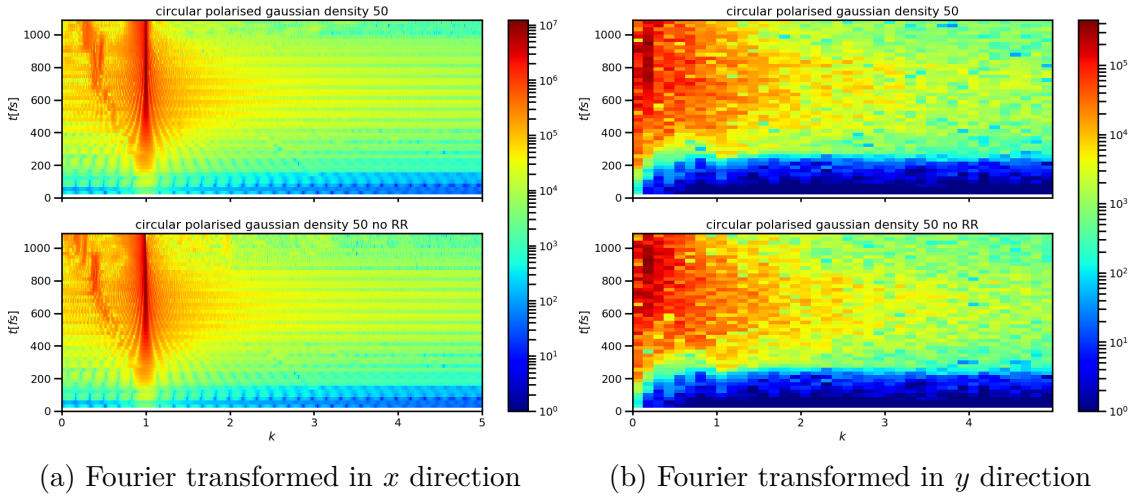 circular polarised gaussian density 50
t[fs]
1000
800
600
400
200
0
circular polarised gaussian density 50 no RR
t[fs]
1000
800
600
400
200
0
0 1 2 3 4 5
k
10^7
10^6
10^5
10^4
10^3
10^2
10^1
10^0
(a) Fourier transformed in x direction
circular polarised gaussian density 50
t[fs]
1000
800
600
400
200
0
circular polarised gaussian density 50 no RR
t[fs]
1000
800
600
400
200
0
0 1 2 3 4
k
10^5
10^4
10^3
10^2
10^1
10^0
(b) Fourier transformed in y direction